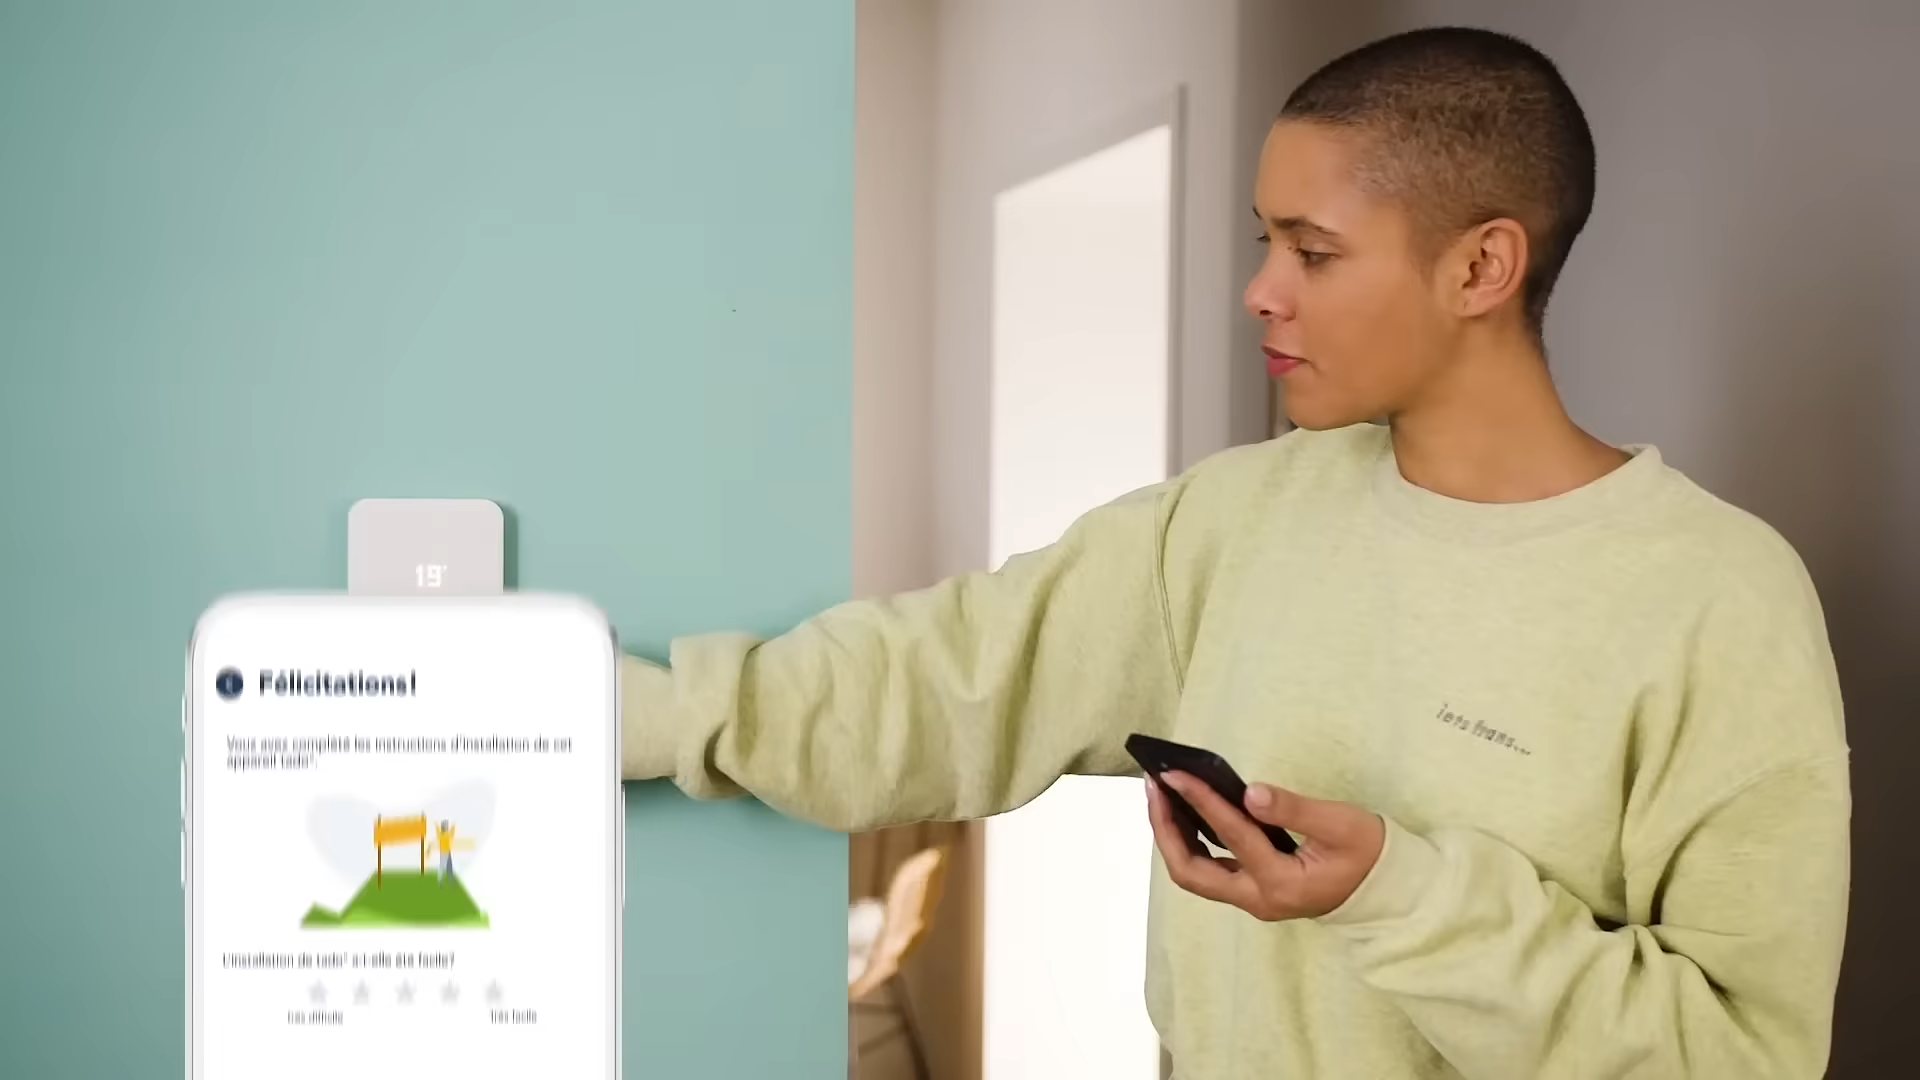 19°
Félicitations!
Vous avez complété les instructions d'installation de cet
appareil tado°.
L'installation de tado° a-t-elle été facile?
très difficile
très facile
lets frans...